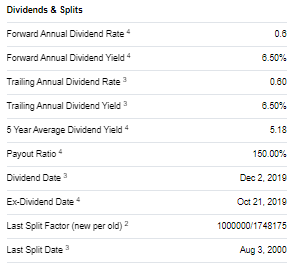 Dividends & Splits
Forward Annual Dividend Rate 4 0.6
Forward Annual Dividend Yield 4 6.50%
Trailing Annual Dividend Rate 3 0.60
Trailing Annual Dividend Yield 3 6.50%
5 Year Average Dividend Yield 4 5.18
Payout Ratio 4 150.00%
Dividend Date 3 Dec 2, 2019
Ex-Dividend Date 4 Oct 21, 2019
Last Split Factor (new per old) 2 1000000/1748175
Last Split Date 3 Aug 3, 2000